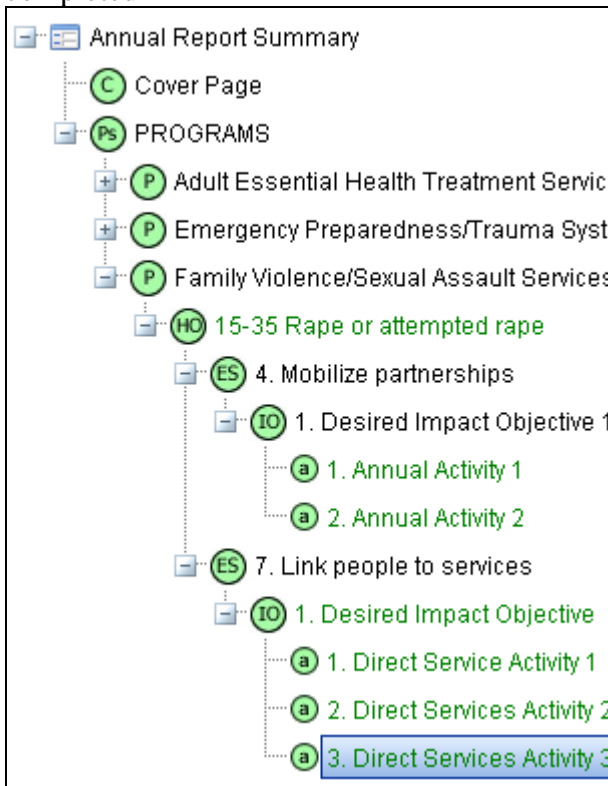 Annual Report Summary
C Cover Page
Ps PROGRAMS
P Adult Essential Health Treatment Servic
P Emergency Preparedness/Trauma Syst
P Family Violence/Sexual Assault Services
HO 15-35 Rape or attempted rape
ES 4. Mobilize partnerships
IO 1. Desired Impact Objective 1
a 1. Annual Activity 1
a 2. Annual Activity 2
ES 7. Link people to services
IO 1. Desired Impact Objective
a 1. Direct Service Activity 1
a 2. Direct Services Activity 2
a 3. Direct Services Activity 3